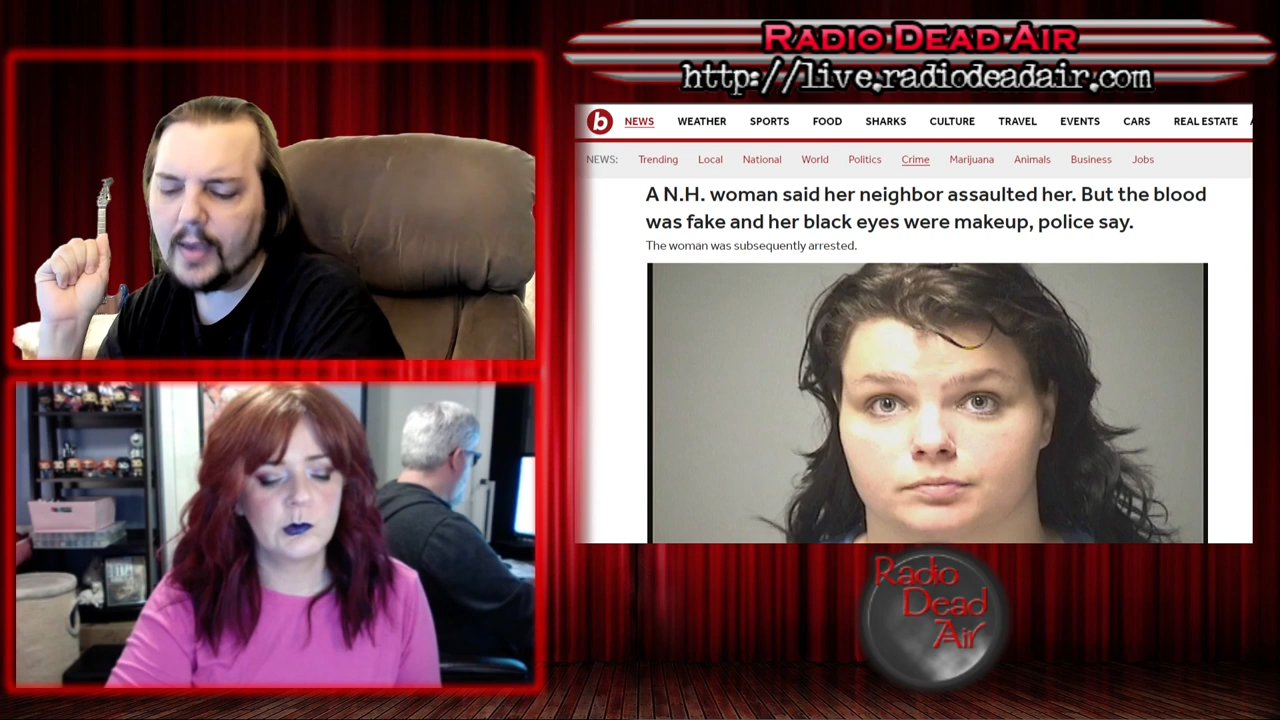 RADIO DEAD AIR
http://live.radiodeadair.com
b NEWS WEATHER SPORTS FOOD SHARKS CULTURE TRAVEL EVENTS CARS REAL ESTATE
NEWS: Trending Local National World Politics Crime Marijuana Animals Business Jobs
A N.H. woman said her neighbor assaulted her. But the blood
was fake and her black eyes were makeup, police say.
The woman was subsequently arrested.
Radio
Dead
Air